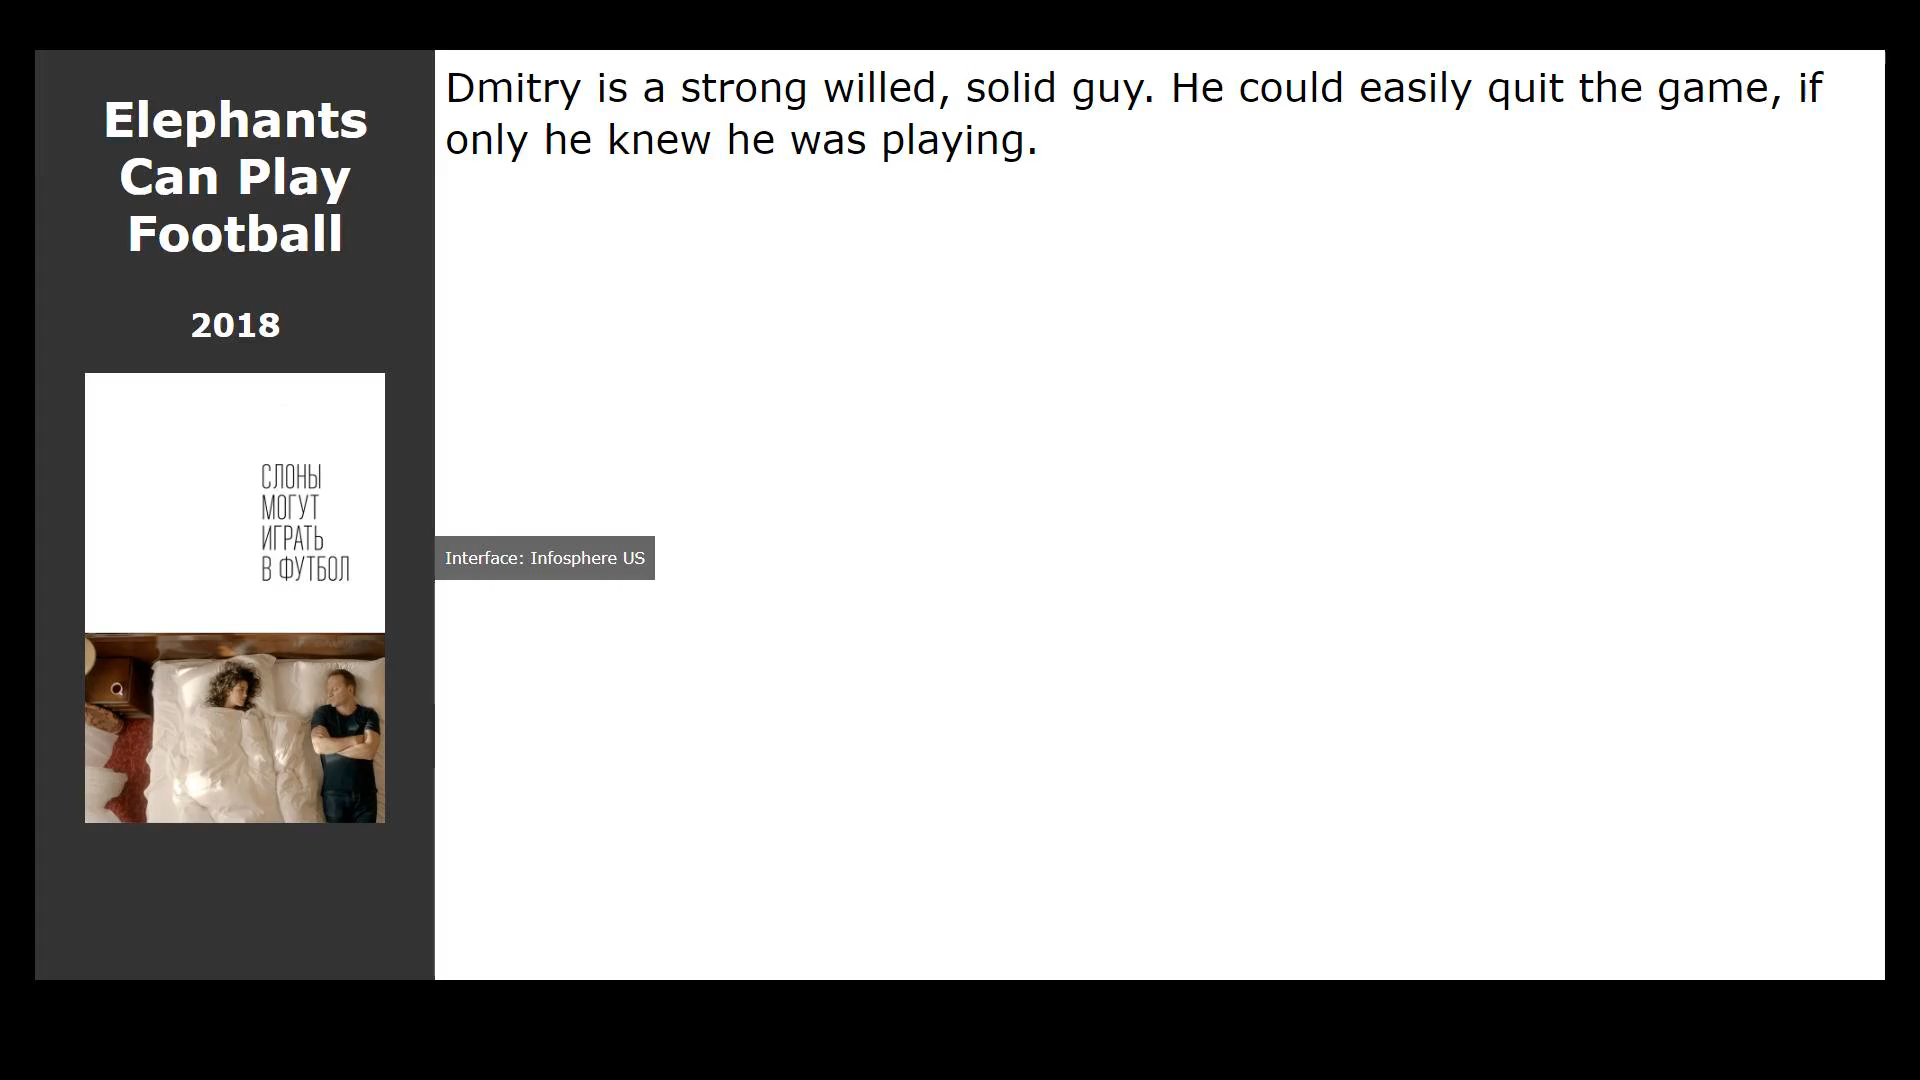 Elephants
Can Play
Football
2018
СЛОНЫ
МОГУТ
ИГРАТЬ
В ФУТБОЛ
Dmitry is a strong willed, solid guy. He could easily quit the game, if
only he knew he was playing.
Interface: Infosphere US